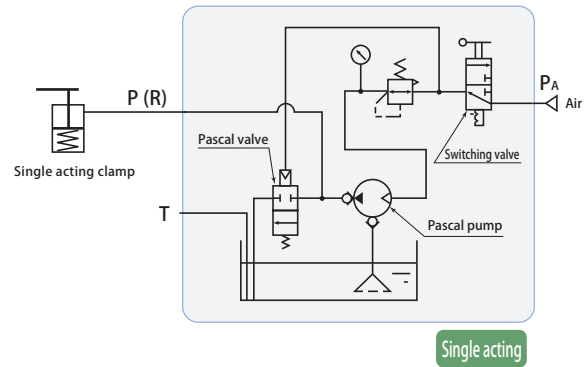 P (R)
Pascal valve
Single acting clamp
T
PA
Air
Switching valve
Pascal pump
Single acting